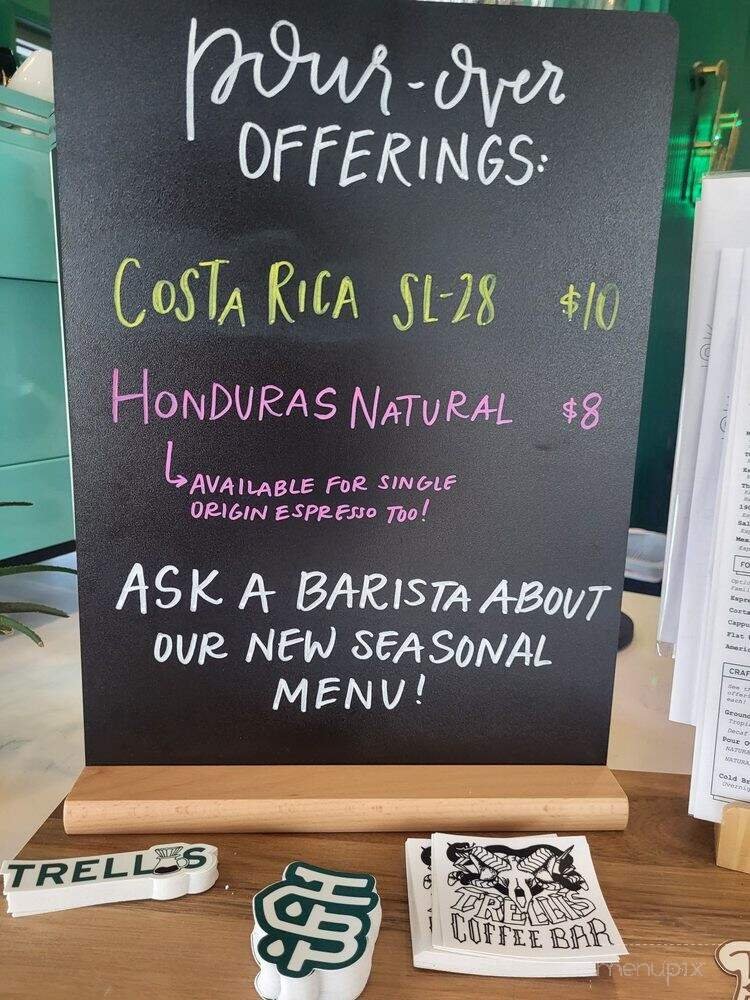 Pour-over
OFFERINGS:
COSTA RICA SL-28 $10
HONDURAS NATURAL $8
AVAILABLE FOR SINGLE
ORIGIN ESPRESSO TOO!
ASK A BARISTA ABOUT
OUR NEW SEASONAL
MENU!
TRELLIS
TRELLIS
COFFEE BAR
menupix